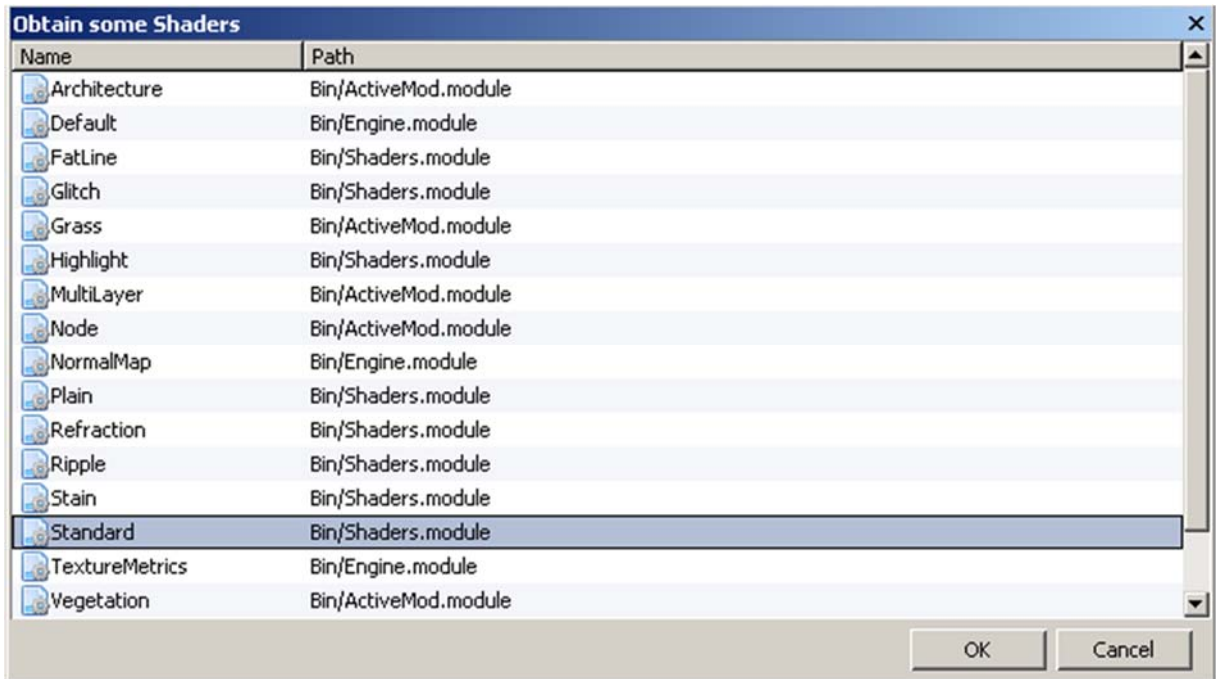 Obtain some Shaders
Name Path
Architecture Bin/ActiveMod.module
Default Bin/Engine.module
FatLine Bin/Shaders.module
Glitch Bin/Shaders.module
Grass Bin/ActiveMod.module
Highlight Bin/Shaders.module
MultiLayer Bin/ActiveMod.module
Node Bin/ActiveMod.module
NormalMap Bin/Engine.module
Plain Bin/Shaders.module
Refraction Bin/Shaders.module
Ripple Bin/Shaders.module
Stain Bin/Shaders.module
Standard Bin/Shaders.module
TextureMetrics Bin/Engine.module
Vegetation Bin/ActiveMod.module
OK Cancel